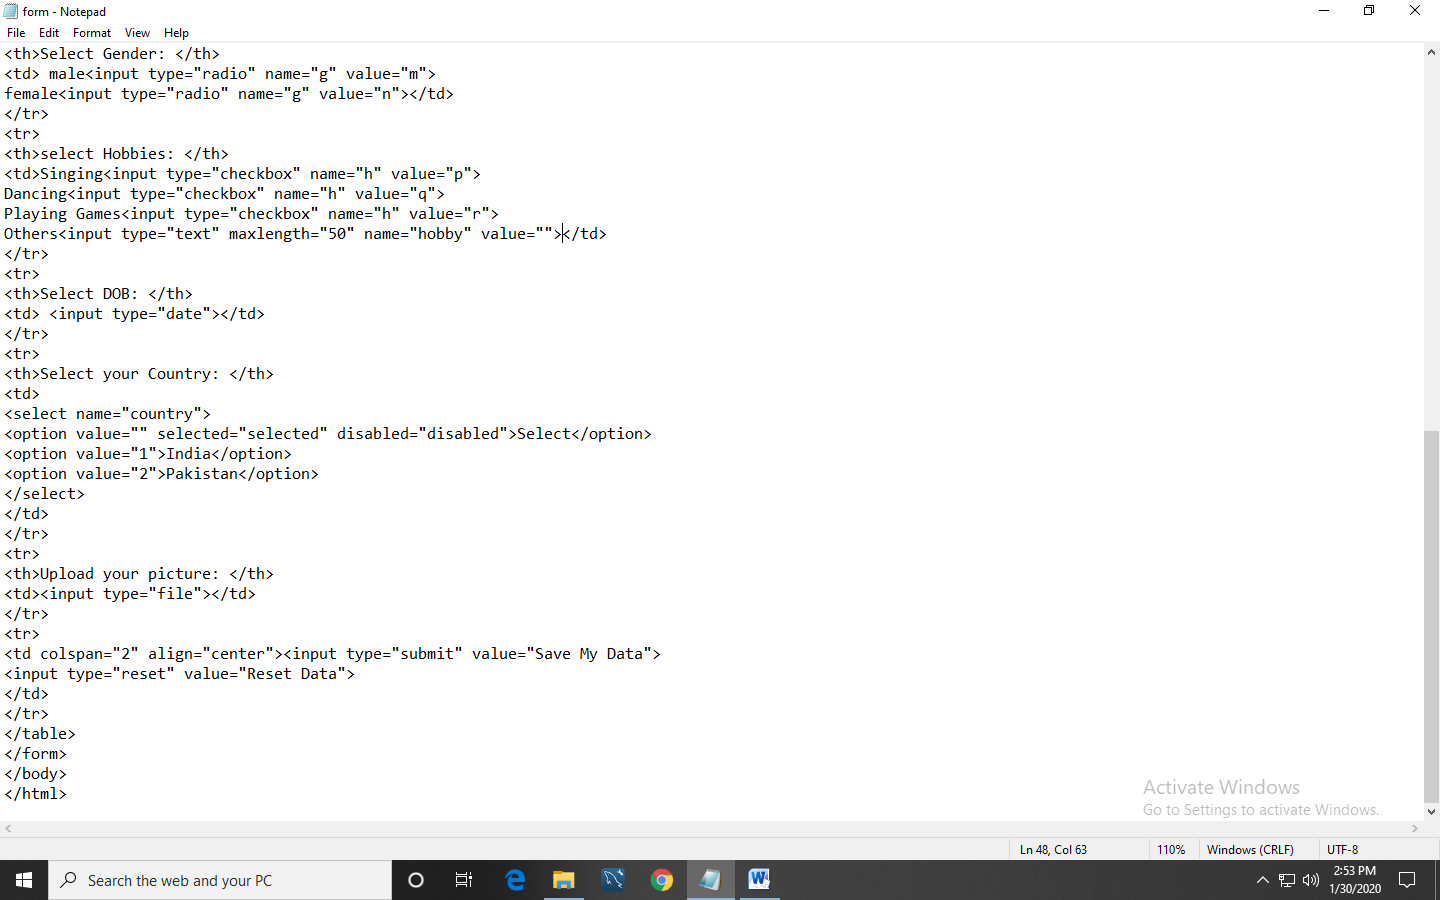 form - Notepad
File Edit Format View Help
<th>Select Gender: </th>
<td> male<input type="radio" name="g" value="m">
female<input type="radio" name="g" value="n"></td>
</tr>
<tr>
<th>select Hobbies: </th>
<td>Singing<input type="checkbox" name="h" value="p">
Dancing<input type="checkbox" name="h" value="q">
Playing Games<input type="checkbox" name="h" value="r">
Others<input type="text" maxlength="50" name="hobby" value=""></td>
</tr>
<tr>
<th>Select DOB: </th>
<td> <input type="date"></td>
</tr>
<tr>
<th>Select your Country: </th>
<td>
<select name="country">
<option value="" selected="selected" disabled="disabled">Select</option>
<option value="1">India</option>
<option value="2">Pakistan</option>
</select>
</td>
</tr>
<tr>
<th>Upload your picture: </th>
<td><input type="file"></td>
</tr>
<tr>
<td colspan="2" align="center"><input type="submit" value="Save My Data">
<input type="reset" value="Reset Data">
</td>
</tr>
</table>
</form>
</body>
</html>
Activate Windows
Go to Settings to activate Windows.
Ln 48, Col 63 110% Windows (CRLF) UTF-8
Search the web and your PC
2:53 PM
1/30/2020